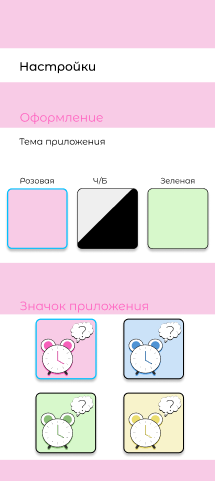 Настройки
Оформление
Тема приложения
Розовая Ч/Б Зеленая
Значок приложения
? ?
? ?